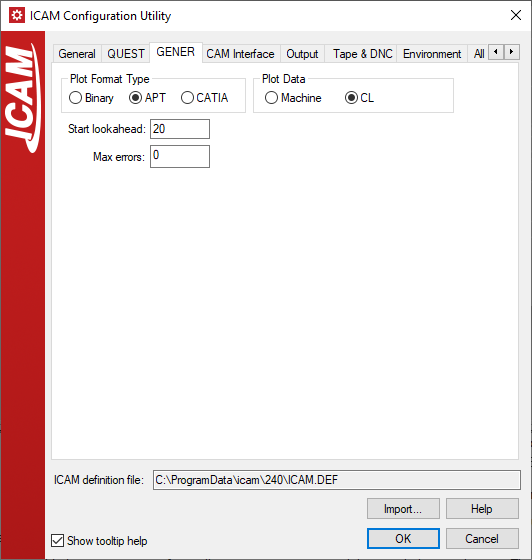 ICAM Configuration Utility
ICAM
General QUEST GENER CAM Interface Output Tape & DNC Environment All
Plot Format Type Plot Data
Binary APT CATIA Machine CL
Start lookahead: 20
Max errors: 0
ICAM definition file: C:\ProgramData\icam\240\ICAM.DEF
Import... Help
Show tooltip help OK Cancel